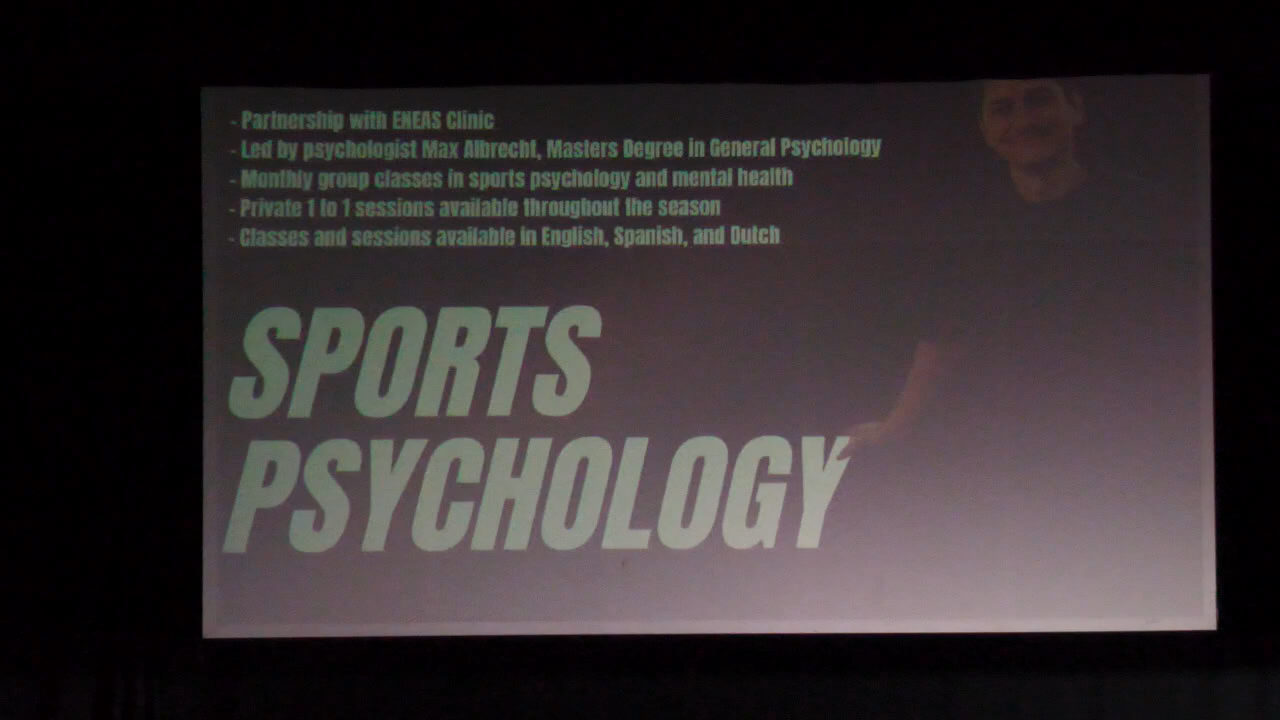 - Partnership with ENEAS Clinic
- Led by psychologist Max Albrecht, Masters Degree in General Psychology
- Monthly group classes in sports psychology and mental health
- Private 1 to 1 sessions available throughout the season
- Classes and sessions available in English, Spanish, and Dutch
SPORTS
PSYCHOLOGY